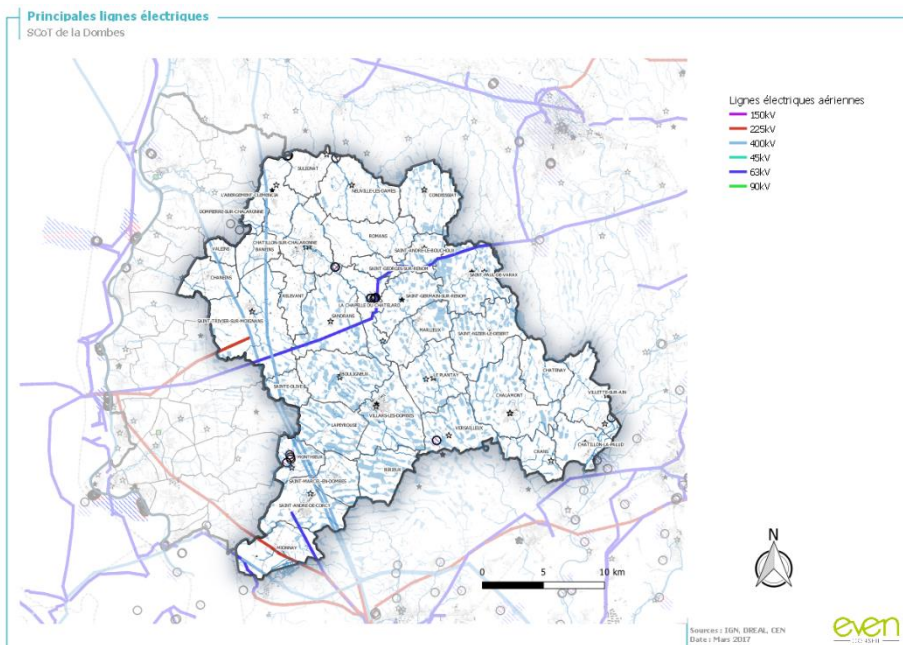 Principales lignes électriques
SCoT de la Dombes
Lignes électriques aériennes
150kV
225kV
400kV
45kV
63kV
90kV
SULIGNAT
L'ABERGEMENT-CLEMENCIA
NEUVILLE-LES-DAMES
CONDEISSIAT
DOMPIERRE-SUR-CHALARONNE
ROMANS
CHATILLON-SUR-CHALARONNE
VALEINS
BANEINS
SAINT-ANDRE-LE-BOUCHOUX
SAINT-GEORGES-SUR-RENON
SAINT-PAUL-DE-VARAX
CHANEINS
RELEVANT
LA CHAPELLE DU CHATELARD
SAINT-GERMAIN-SUR-RENON
SAINT-TRIVIER-SUR-MOIGNANS
SANDRANS
MARLIEUX
SAINT-NIZIER-LE-DESERT
BOULIGNEUX
LE PLANTAY
CHATENAY
SAINTE-OLIVE
VILLETTE-SUR-AIN
CHALAMONT
VILLARS-LES-DOMBES
LAPEYROUSE
VERSAILLEUX
CHATILLON-LA-PALUD
MONTHIEUX
BIRIEUX
CRANS
SAINT-MARCEL-EN-DOMBES
SAINT-ANDRE-DE-CORCY
MIONNAY
N
0 5 10 km
Sources : IGN, DREAL, CEN
Date : Mars 2017
even
CONSEIL